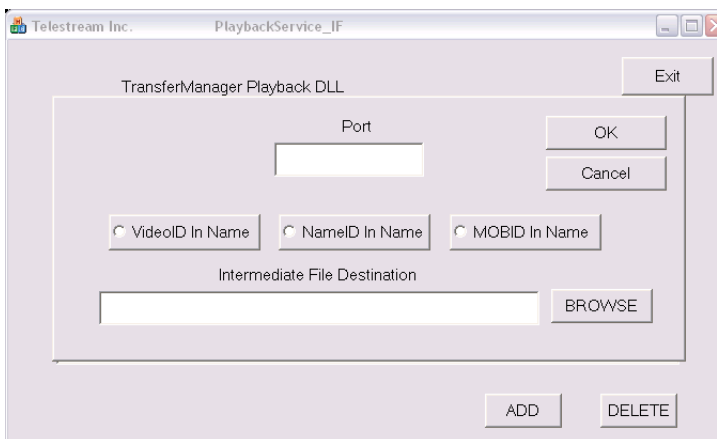 Telestream Inc. PlaybackService_IF
Exit
TransferManager Playback DLL
Port
OK
Cancel
VideoID In Name NameID In Name MOBID In Name
Intermediate File Destination
BROWSE
ADD DELETE